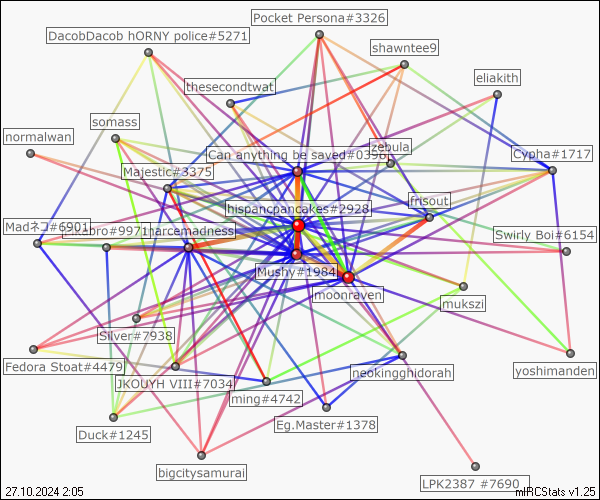 Pocket Persona#3326
DacobDacob hORNY police#5271
shawntee9
eliakith
thesecondtwat
somass
normalwan
zebula
Can anything be saved#0396
Cypha#1717
Majestic#3375
frisout
hispancpancakes#2928
Madネコ#6901
bro#9971
harcemadness
Swirly Boi#6154
Mushy#1984
moonraven
mukszi
Silver#7938
Fedora Stoat#4479
JKOUYH VIII#7034
neokingghidorah
yoshimanden
ming#4742
Eg.Master#1378
Duck#1245
bigcitysamurai
LPK2387 #7690
27.10.2024 2:05
mIRCStats v1.25